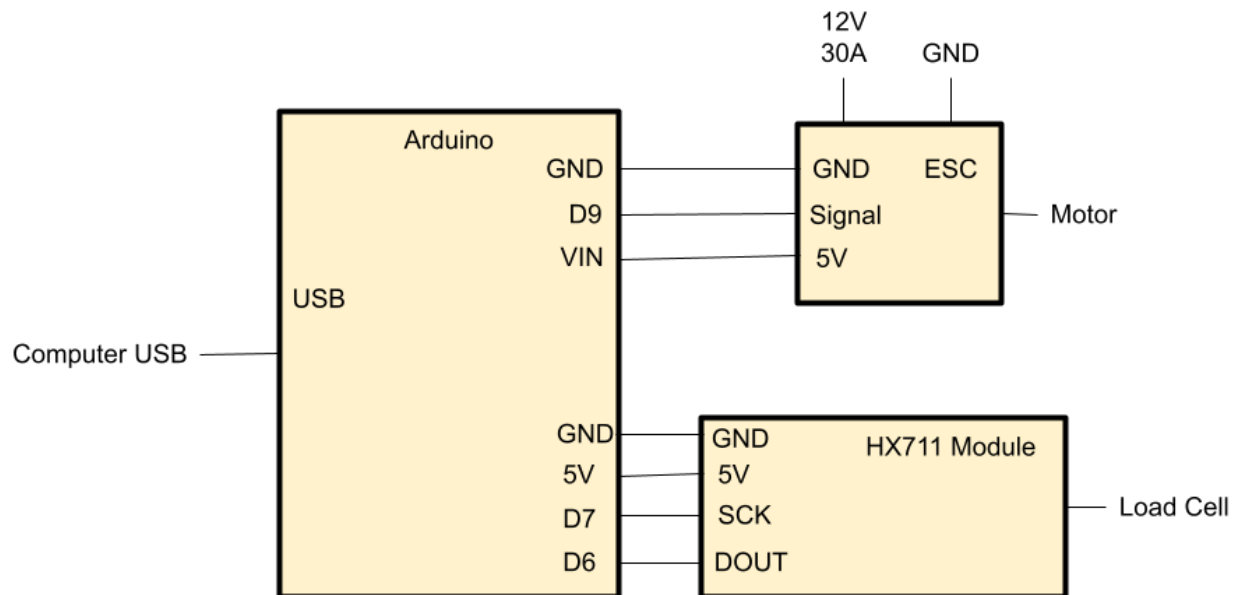 12V
30A
GND
Arduino
GND
D9
VIN
USB
Computer USB
GND
5V
D7
D6
GND
ESC
Signal
5V
Motor
GND
HX711 Module
5V
SCK
DOUT
Load Cell